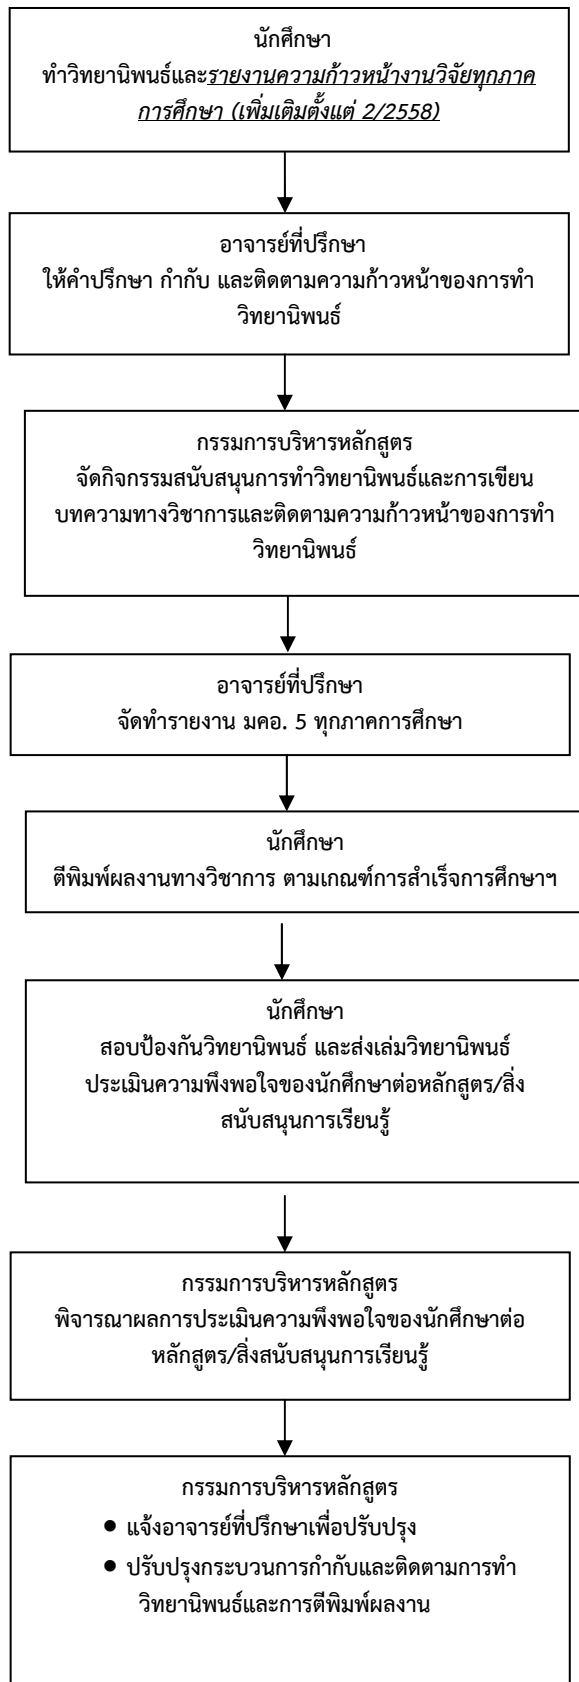 นักศึกษา
ทำวิทยานิพนธ์และรายงานความก้าวหน้างานวิจัยทุกภาค
การศึกษา (เพิ่มเติมตั้งแต่ 2/2558)
อาจารย์ที่ปรึกษา
ให้คำปรึกษา กำกับ และติดตามความก้าวหน้าของการทำ
วิทยานิพนธ์
กรรมการบริหารหลักสูตร
จัดกิจกรรมสนับสนุนการทำวิทยานิพนธ์และการเขียน
บทความทางวิชาการและติดตามความก้าวหน้าของการทำ
วิทยานิพนธ์
อาจารย์ที่ปรึกษา
จัดทำรายงาน มคอ. 5 ทุกภาคการศึกษา
นักศึกษา
ตีพิมพ์ผลงานทางวิชาการ ตามเกณฑ์การสำเร็จการศึกษาฯ
นักศึกษา
สอบป้องกันวิทยานิพนธ์ และส่งเล่มวิทยานิพนธ์
ประเมินความพึงพอใจของนักศึกษาต่อหลักสูตร/สิ่ง
สนับสนุนการเรียนรู้
กรรมการบริหารหลักสูตร
พิจารณาผลการประเมินความพึงพอใจของนักศึกษาต่อ
หลักสูตร/สิ่งสนับสนุนการเรียนรู้
กรรมการบริหารหลักสูตร
● แจ้งอาจารย์ที่ปรึกษาเพื่อปรับปรุง
● ปรับปรุงกระบวนการกำกับและติดตามการทำ
วิทยานิพนธ์และการตีพิมพ์ผลงาน